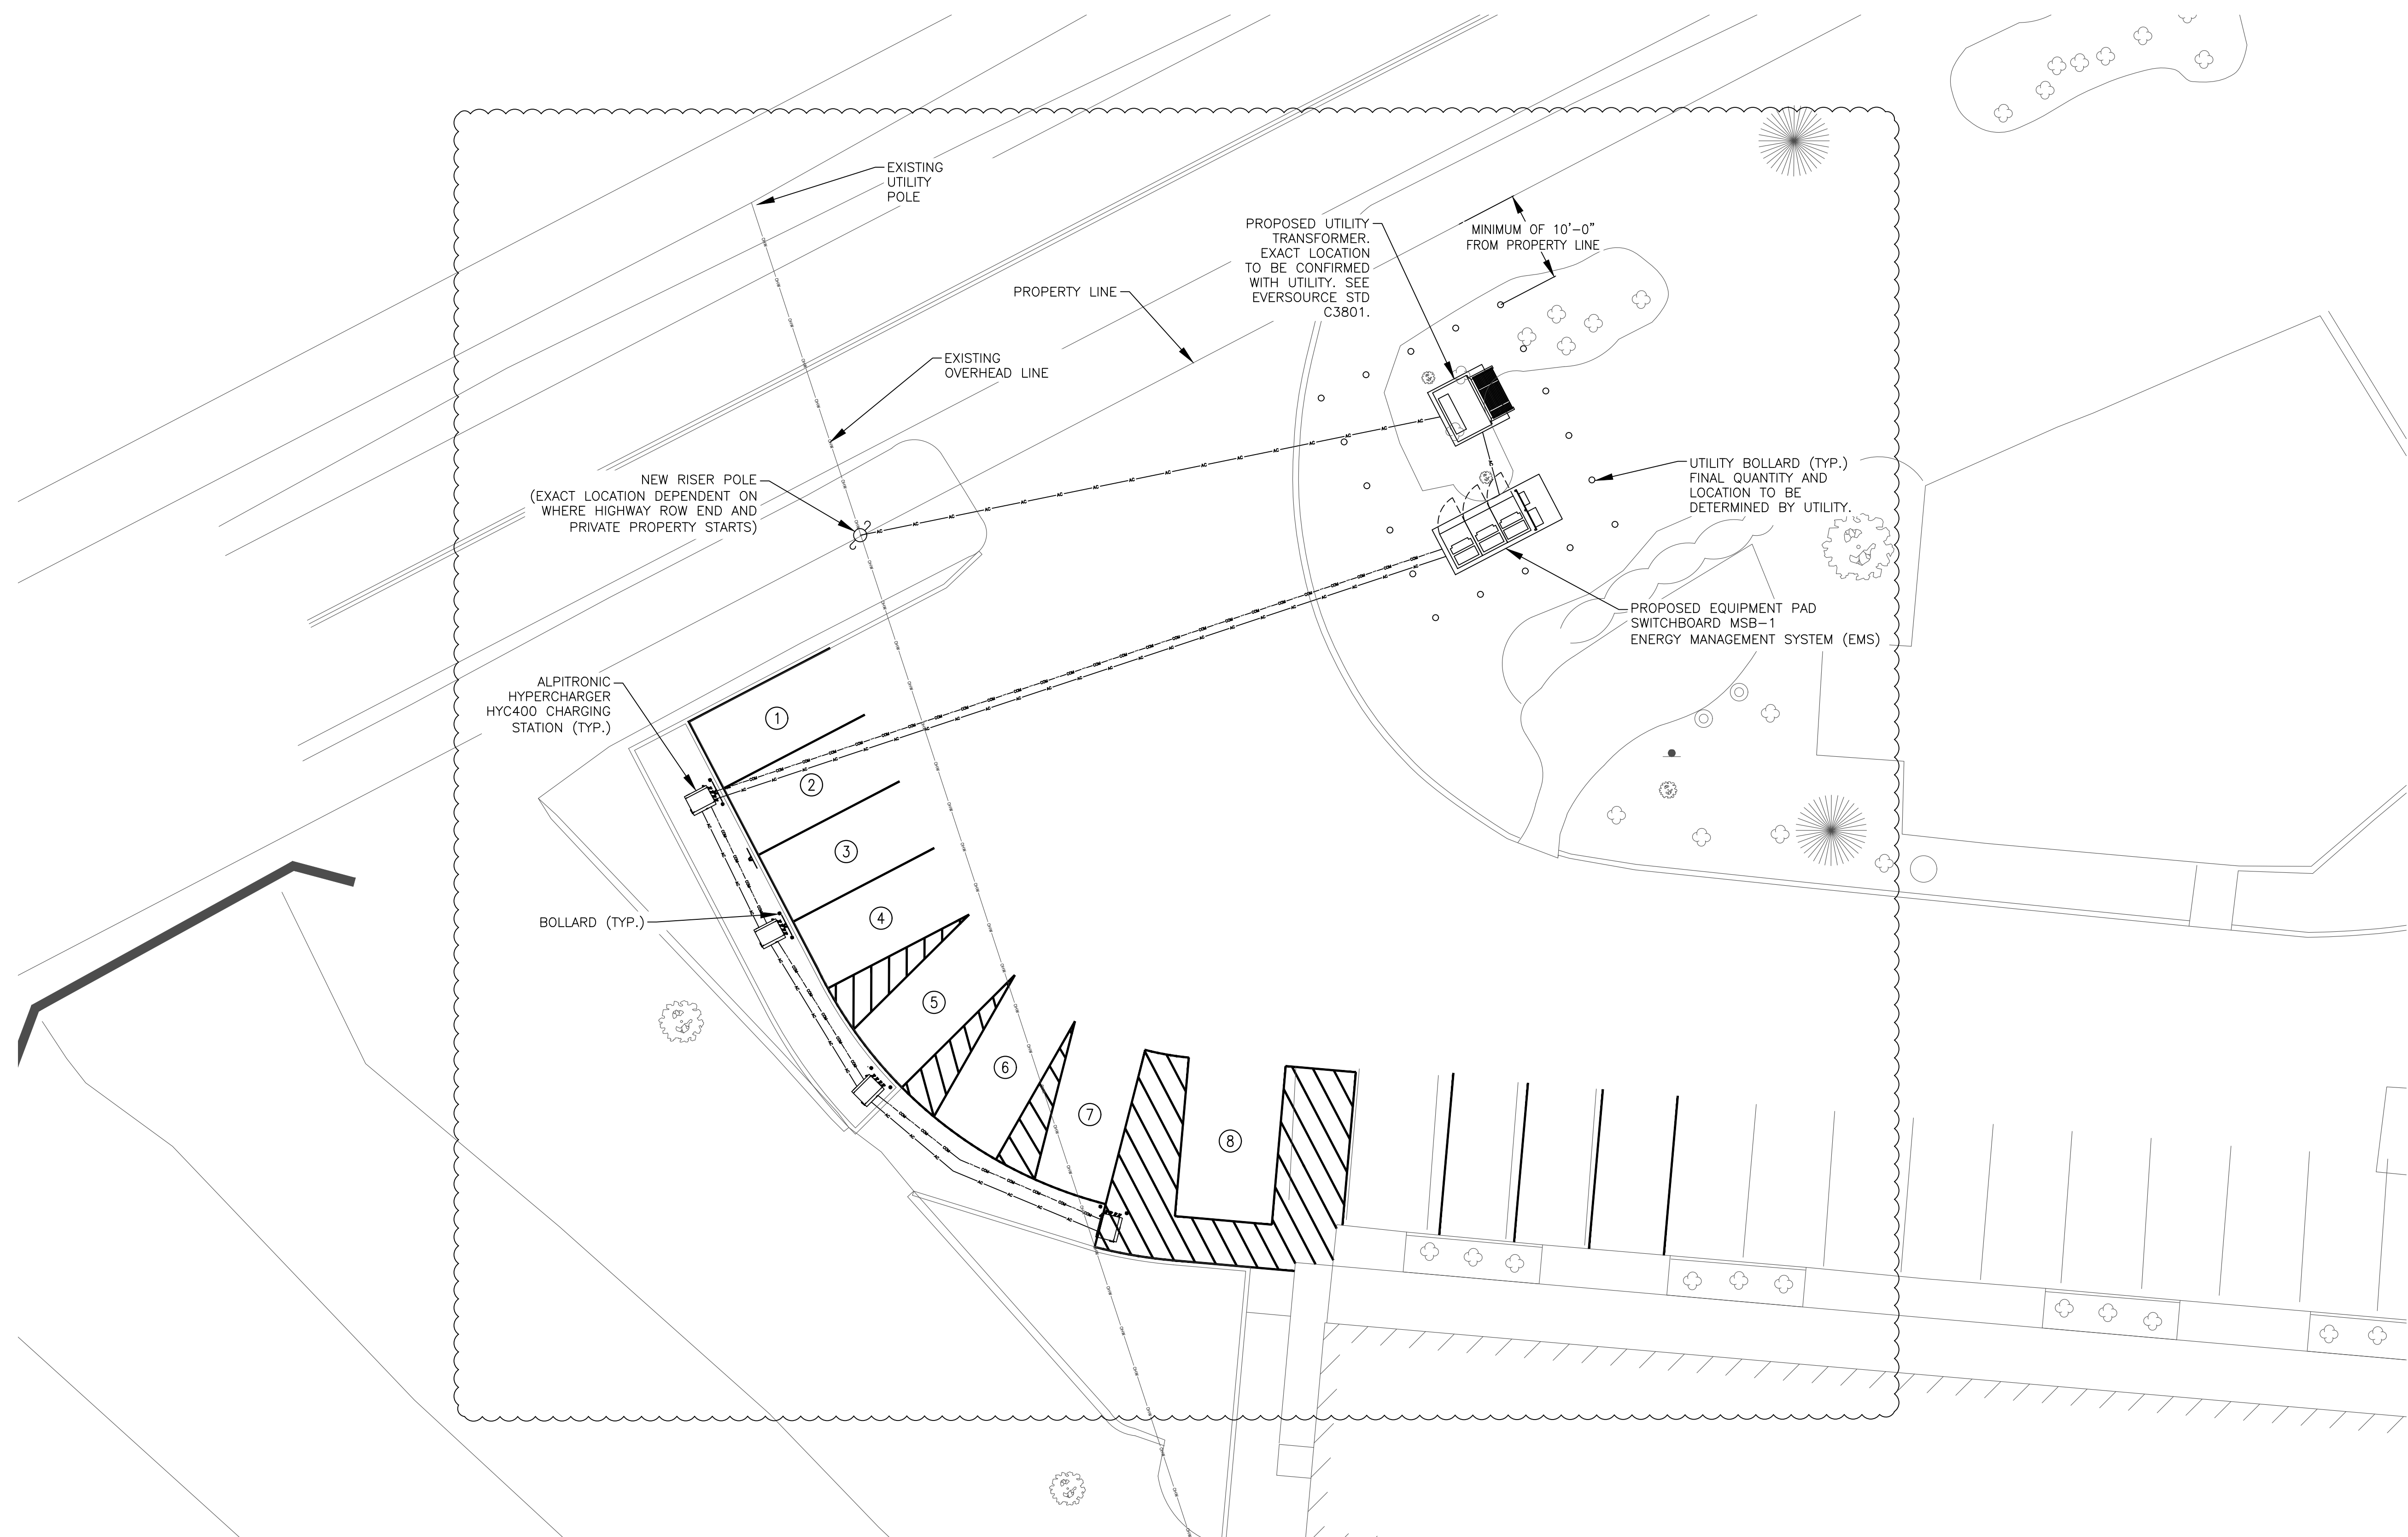 EXISTING
UTILITY
POLE
PROPOSED UTILITY
TRANSFORMER.
EXACT LOCATION
TO BE CONFIRMED
WITH UTILITY. SEE
EVERSOURCE STD
C3801.
MINIMUM OF 10'-0"
FROM PROPERTY LINE
PROPERTY LINE
EXISTING
OVERHEAD LINE
NEW RISER POLE
(EXACT LOCATION DEPENDENT ON
WHERE HIGHWAY ROW END AND
PRIVATE PROPERTY STARTS)
UTILITY BOLLARD (TYP.)
FINAL QUANTITY AND
LOCATION TO BE
DETERMINED BY UTILITY.
PROPOSED EQUIPMENT PAD
SWITCHBOARD MSB-1
ENERGY MANAGEMENT SYSTEM (EMS)
ALPITRONIC
HYPERCHARGER
HYC400 CHARGING
STATION (TYP.)
BOLLARD (TYP.)
1
2
3
4
5
6
7
8